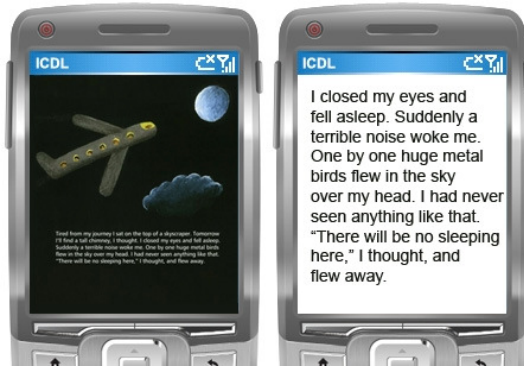 ICDL
Tired from my journey I sat on the top of a skyscraper. Tomorrow
I'll find a tall chimney, I thought. I closed my eyes and fell asleep.
Suddenly a terrible noise woke me. One by one huge metal birds
flew in the sky over my head. I had never seen anything like that.
"There will be no sleeping here," I thought, and flew away.
ICDL
I closed my eyes and
fell asleep. Suddenly a
terrible noise woke me.
One by one huge metal
birds flew in the sky
over my head. I had never
seen anything like that.
“There will be no sleeping
here,” I thought, and
flew away.